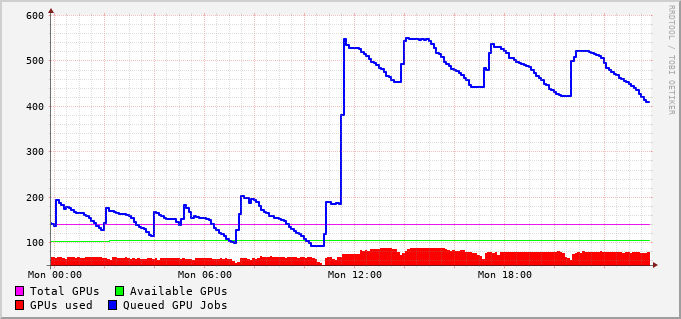 600
500
400
300
200
100
Mon 00:00 Mon 06:00 Mon 12:00 Mon 18:00
Total GPUs Available GPUs
GPUs used Queued GPU Jobs
RRDTOOL / TOBI OETIKER